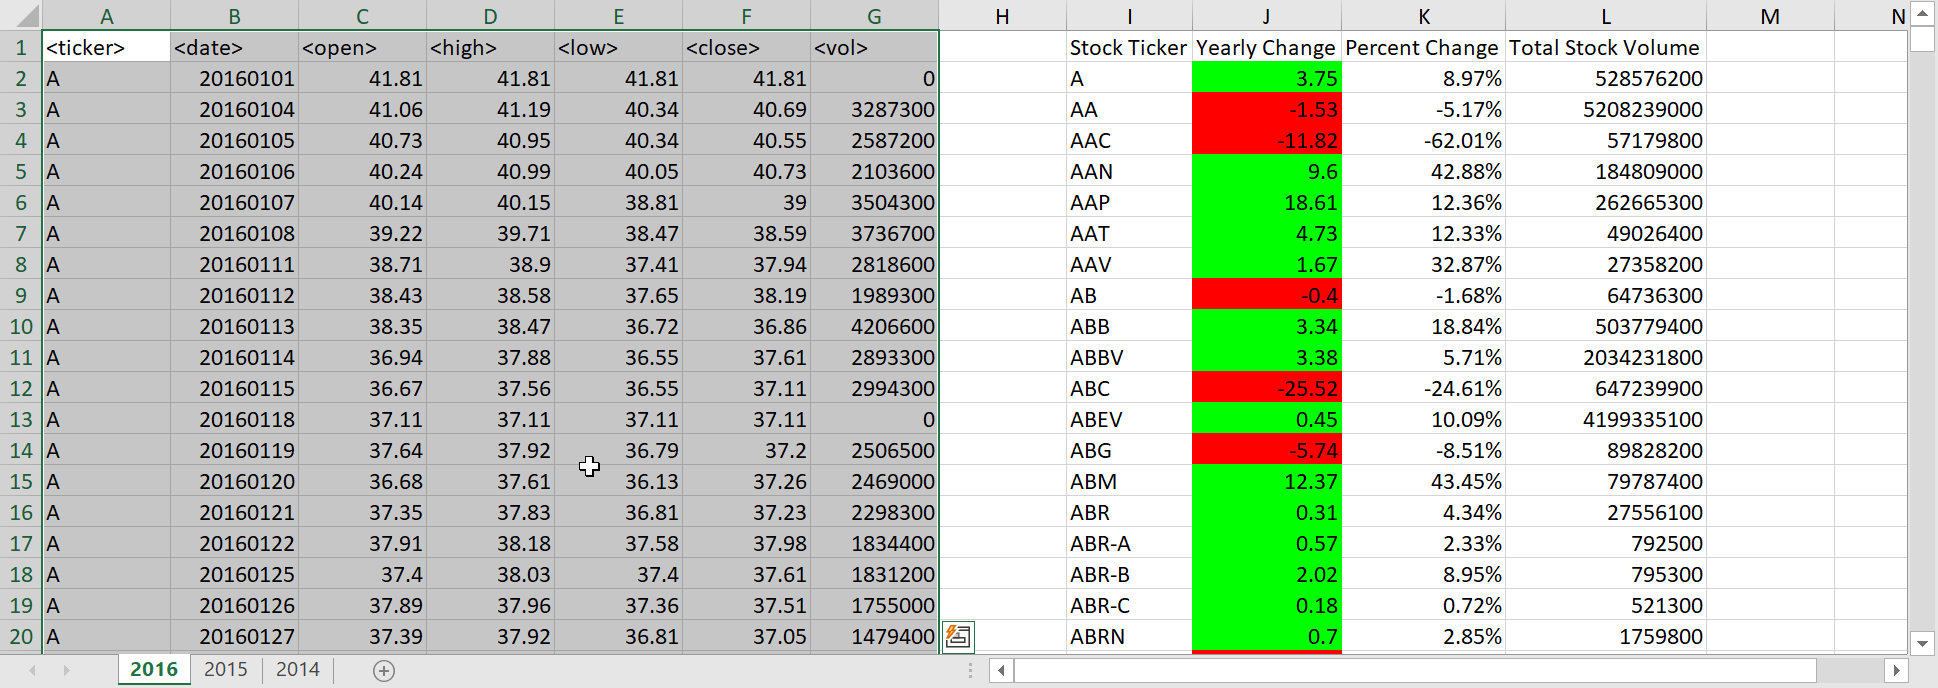 A B C D E F G H I J K L M N
1 <ticker> <date> <open> <high> <low> <close> <vol> Stock Ticker Yearly Change Percent Change Total Stock Volume
2 A 20160101 41.81 41.81 41.81 41.81 0 A 3.75 8.97% 528576200
3 A 20160104 41.06 41.19 40.34 40.69 3287300 AA -1.53 -5.17% 5208239000
4 A 20160105 40.73 40.95 40.34 40.55 2587200 AAC -11.82 -62.01% 57179800
5 A 20160106 40.24 40.99 40.05 40.73 2103600 AAN 9.6 42.88% 184809000
6 A 20160107 40.14 40.15 38.81 39 3504300 AAP 18.61 12.36% 262665300
7 A 20160108 39.22 39.71 38.47 38.59 3736700 AAT 4.73 12.33% 49026400
8 A 20160111 38.71 38.9 37.41 37.94 2818600 AAV 1.67 32.87% 27358200
9 A 20160112 38.43 38.58 37.65 38.19 1989300 AB -0.4 -1.68% 64736300
10 A 20160113 38.35 38.47 36.72 36.86 4206600 ABB 3.34 18.84% 503779400
11 A 20160114 36.94 37.88 36.55 37.61 2893300 ABBV 3.38 5.71% 2034231800
12 A 20160115 36.67 37.56 36.55 37.11 2994300 ABC -25.52 -24.61% 647239900
13 A 20160118 37.11 37.11 37.11 37.11 0 ABEV 0.45 10.09% 4199335100
14 A 20160119 37.64 37.92 36.79 37.2 2506500 ABG -5.74 -8.51% 89828200
15 A 20160120 36.68 37.61 36.13 37.26 2469000 ABM 12.37 43.45% 79787400
16 A 20160121 37.35 37.83 36.81 37.23 2298300 ABR 0.31 4.34% 27556100
17 A 20160122 37.91 38.18 37.58 37.98 1834400 ABR-A 0.57 2.33% 792500
18 A 20160125 37.4 38.03 37.4 37.61 1831200 ABR-B 2.02 8.95% 795300
19 A 20160126 37.89 37.96 37.36 37.51 1755000 ABR-C 0.18 0.72% 521300
20 A 20160127 37.39 37.92 36.81 37.05 1479400 ABRN 0.7 2.85% 1759800
2016 2015 2014